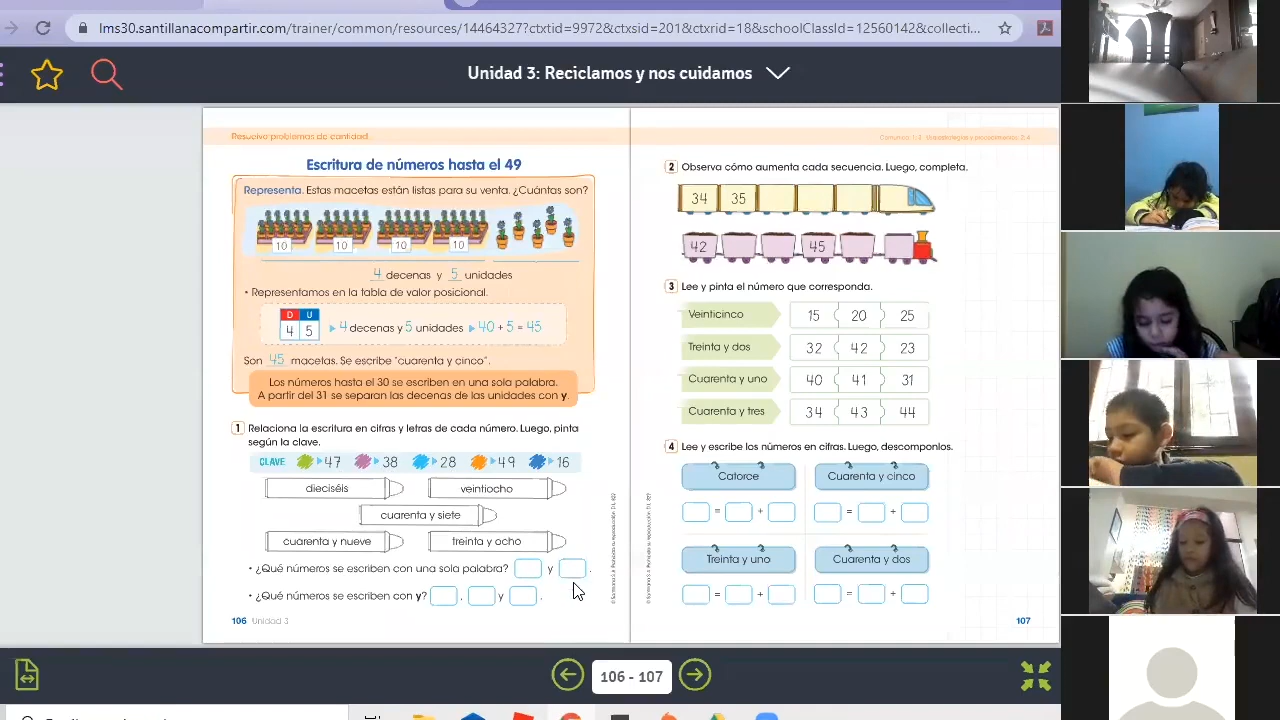 lms30.santillanacompartir.com/trainer/common/resources/14464327?ctxtid=9972&ctxsid=201&ctxrid=18&schoolClassId=12560142&collecti...
Unidad 3: Reciclamos y nos cuidamos
Resuelve problemas de cantidad
Escritura de números hasta el 49
Representa. Estas macetas están listas para su venta. ¿Cuántas son?
10 10 10 10
4 decenas y 5 unidades
• Representamos en la tabla de valor posicional.
D U
4 5
4 decenas y 5 unidades 40 + 5 = 45
Son 45 macetas. Se escribe "cuarenta y cinco".
Los números hasta el 30 se escriben en una sola palabra.
A partir del 31 se separan las decenas de las unidades con y.
1 Relaciona la escritura en cifras y letras de cada número. Luego, pinta
según la clave.
CLAVE 47 38 28 49 16
dieciséis veintiocho
cuarenta y siete
cuarenta y nueve treinta y ocho
• ¿Qué números se escriben con una sola palabra? y .
• ¿Qué números se escriben con y? , y .
106 Unidad 3
2 Observa cómo aumenta cada secuencia. Luego, completa.
34 35
42 45
3 Lee y pinta el número que corresponda.
Veinticinco 15 20 25
Treinta y dos 32 42 23
Cuarenta y uno 40 41 31
Cuarenta y tres 34 43 44
4 Lee y escribe los números en cifras. Luego, descomponlos.
Catorce Cuarenta y cinco
= + = +
Treinta y uno Cuarenta y dos
= + = +
107
106 - 107